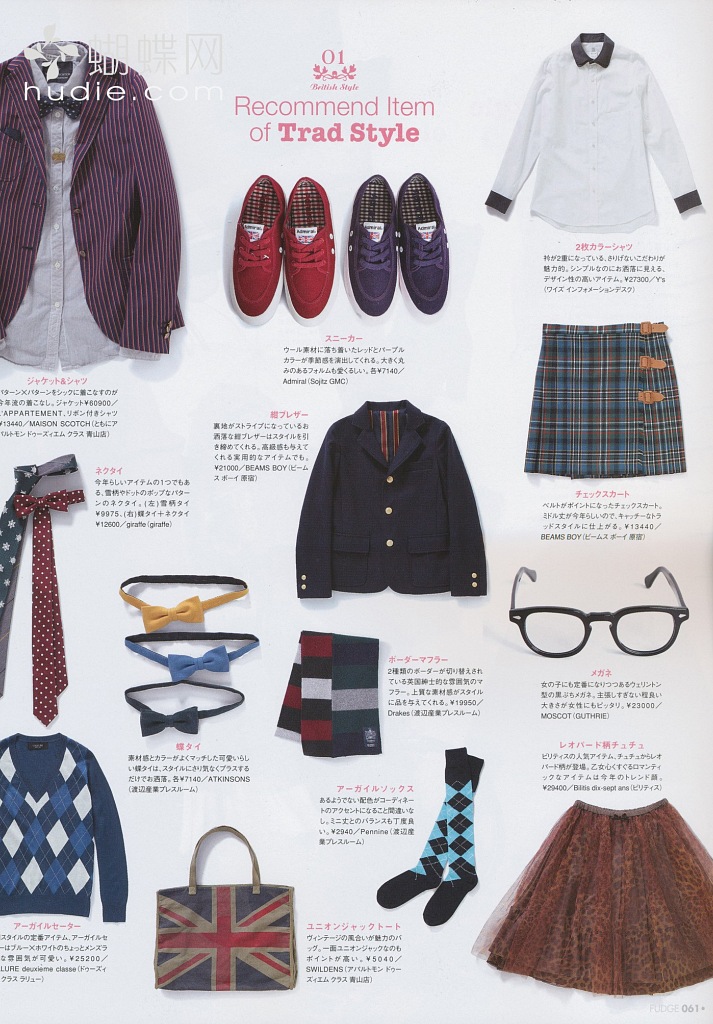 蝴蝶网
hudie.com
01
British Style
Recommend Item
of Trad Style
2枚カラーシャツ
衿が2重になっている、さりげないこだわりが
魅力的。シンプルなのにお洒落に見える、
デザイン性の高いアイテム。¥27300/Y's
(ワイズ インフォメーションデスク)
スニーカー
ウール素材に落ち着いたレッドとパープル
カラーが季節感を演出してくれる。大きく丸
みのあるフォルムも愛くるしい。各¥7140/
Admiral(Sojitz GMC)
ジャケット&シャツ
パターン×パターンをシックに着こなすのが
今年流の着こなし。ジャケット¥60900/
L'APPARTEMENT、リボン付きシャツ
¥13440/MAISON SCOTCH(ともにア
パルトモンドゥーズィエム クラス 青山店)
紺ブレザー
裏地がストライプになっているお
洒落な紺ブレザーはスタイルを引
き締めてくれる。高級感も与えて
くれる実用的なアイテムでも。
¥21000/BEAMS BOY(ビーム
ス ボーイ 原宿)
ネクタイ
今年らしいアイテムの1つでもあ
る、雪柄やドットのポップなパター
ンのネクタイ。(左)雪柄タイ
¥9975、(右)蝶タイ+ネクタイ
¥12600/giraffe(giraffe)
チェックスカート
ベルトがポイントになったチェックスカート。
ミドル丈が今年らしいので、キャッチーなトラ
ッドスタイルに仕上がる。¥13440/
BEAMS BOY(ビームス ボーイ 原宿)
メガネ
女の子にも定番になりつつあるウェリントン
型の黒ぶちメガネ。主張しすぎない程良い
大きさが女性にもピッタリ。¥23000/
MOSCOT(GUTHRIE)
ボーダーマフラー
2種類のボーダーが切り替えされ
ている英国紳士的な雰囲気のマ
フラー。上質な素材感がスタイル
に品を与えてくれる。¥19950/
Drakes(渡辺産業プレスルーム)
蝶タイ
素材感とカラーがよくマッチした可愛いらし
い蝶タイは、スタイルにさり気なくプラスする
だけでお洒落。各¥7140/ATKINSONS
(渡辺産業プレスルーム)
レオパード柄チュチュ
ビリティスの人気アイテム、チュチュからレオ
パード柄が登場。乙女心くすぐるロマンティ
ックなアイテムは今年のトレンド顔。
¥29400/Bilitis dix-sept ans(ビリティス)
アーガイルソックス
あるようでない配色がコーディネー
トのアクセントになること間違いな
し。ミニ丈とのバランスも丁度良
い。¥2940/Pennine(渡辺産
業プレスルーム)
アーガイルセーター
スタイルの定番アイテム、アーガイルセ
ーターはブルー×ホワイトのちょっとメンズラ
な雰囲気が可愛い。¥25200/
LLURE deuxieme classe(ドゥーズィ
クラス ラリュー)
ユニオンジャックトート
ヴィンテージの風合いが魅力のバ
ッグ。一面ユニオンジャックなのも
ポイントが高い。¥5040/
SWILDENS(アパルトモン ドゥー
ズィエム クラス 青山店)
FUDGE 061